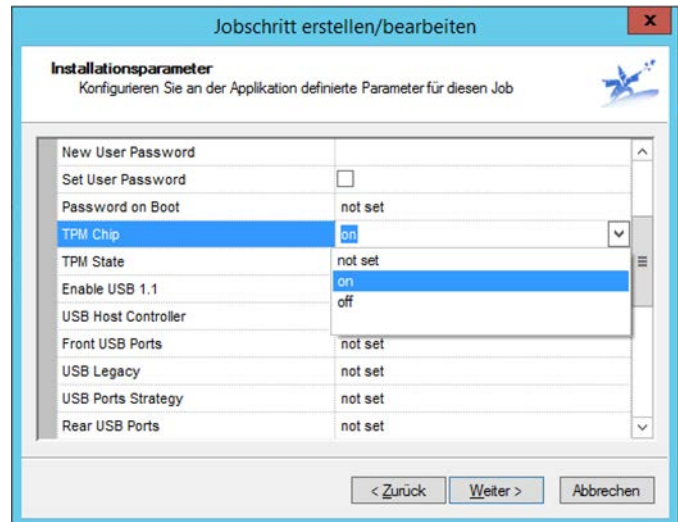 Jobschritt erstellen/bearbeiten
x
Installationsparameter
Konfigurieren Sie an der Applikation definierte Parameter für diesen Job
New User Password
Set User Password
Password on Boot not set
TPM Chip on
TPM State not set
Enable USB 1.1 on
USB Host Controller off
Front USB Ports not set
USB Legacy not set
USB Ports Strategy not set
Rear USB Ports not set
< Zurück Weiter > Abbrechen